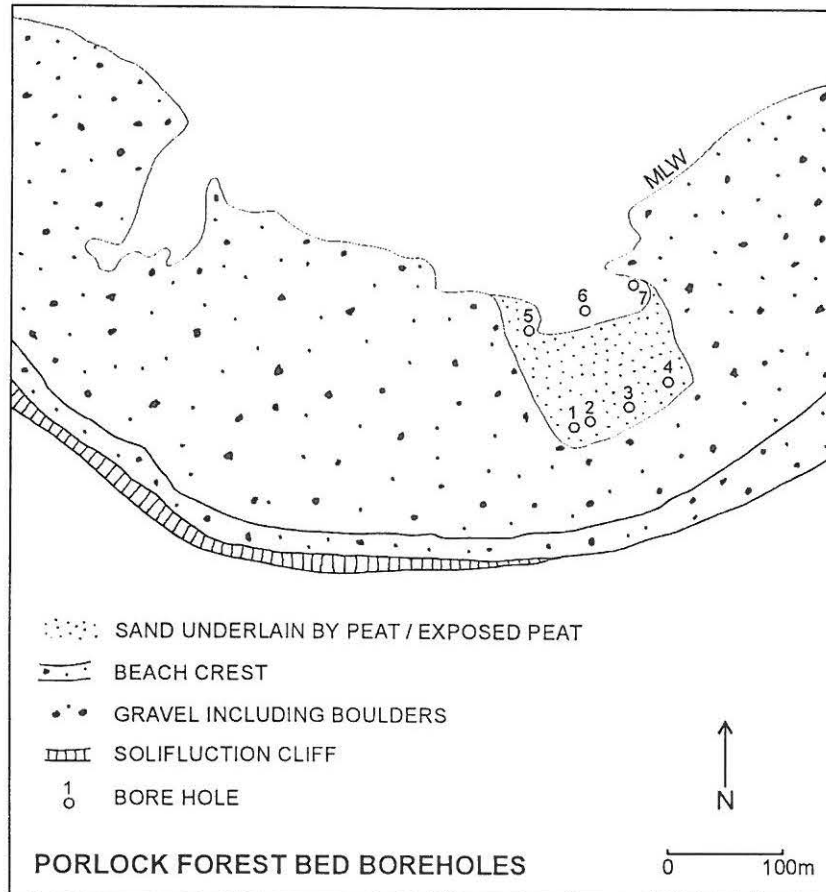 MLW
6
7
5
4
3
2
1
SAND UNDERLAIN BY PEAT / EXPOSED PEAT
BEACH CREST
GRAVEL INCLUDING BOULDERS
SOLIFLUCTION CLIFF
1
BORE HOLE
N
PORLOCK FOREST BED BOREHOLES
0 100m